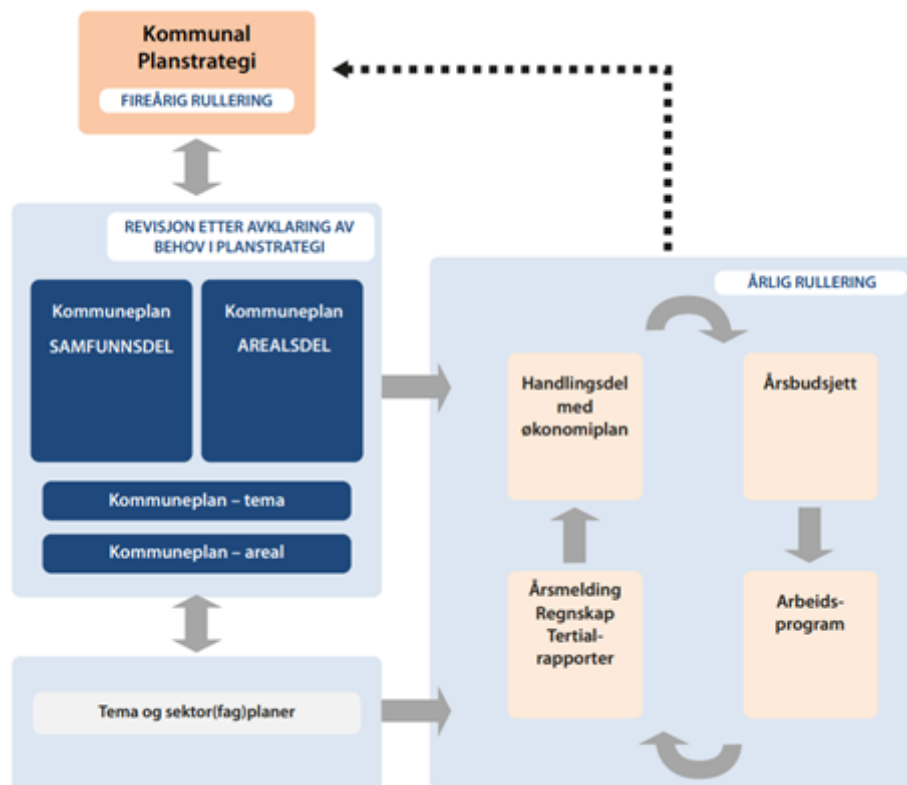 Kommunal
Planstrategi
FIREÅRIG RULLERING
REVISJON ETTER AVKLARING AV
BEHOV I PLANSTRATEGI
Kommuneplan
SAMFUNNSDEL
Kommuneplan
AREALSDEL
Kommuneplan – tema
Kommuneplan – areal
Tema og sektor(fag)planer
ÅRLIG RULLERING
Handlingsdel
med
økonomiplan
Årsbudsjett
Årsmelding
Regnskap
Tertial-
rapporter
Arbeids-
program